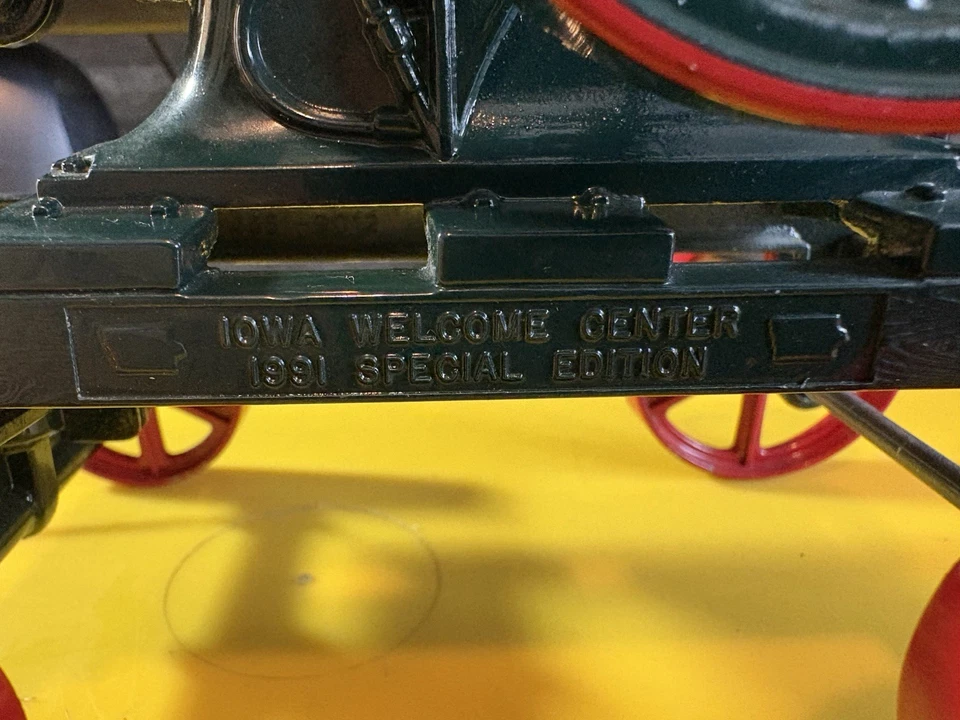 IOWA WELCOME CENTER
1991 SPECIAL EDITION